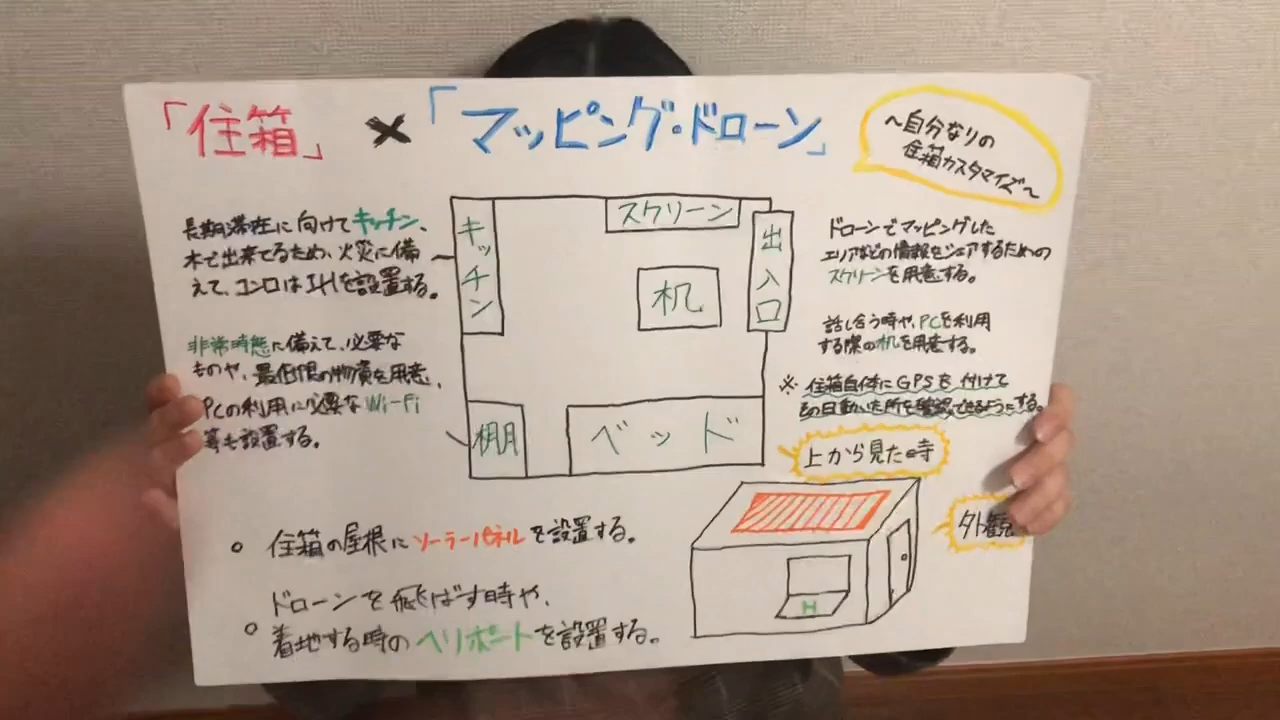 「住箱」×「マッピング・ドローン」
～自分なりの
住箱カスタマイズ～
長期滞在に向けてキッチン、
木で出来てるため、火災に備
えて、コンロはIHを設置する。
非常時態に備えて、必要な
ものや、最低限の物資を用意、
PCの利用に必要なWi-Fi
等も設置する。
キッチン
スクリーン
出入口
机
棚
ベッド
ドローンでマッピングした
エリアなどの情報をシェアするための
スクリーンを用意する。
話し合う時や、PCを利用
する際の机を用意する。
※ 住箱自体にGPSを付けて
その日動いた所を確認できるようにする。
上から見た時
外観
○ 住箱の屋根にソーラーパネルを設置する。
○ ドローンを飛ばす時や、
着地する時のヘリポートを設置する。
H